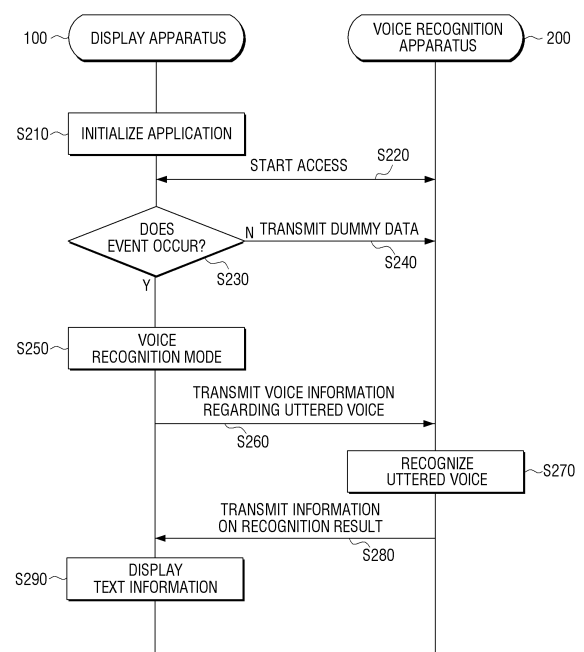 100
DISPLAY APPARATUS
VOICE RECOGNITION
APPARATUS
200
S210
INITIALIZE APPLICATION
START ACCESS
S220
DOES
EVENT OCCUR?
N
TRANSMIT DUMMY DATA
S240
S230
Y
S250
VOICE
RECOGNITION MODE
TRANSMIT VOICE INFORMATION
REGARDING UTTERED VOICE
S260
RECOGNIZE
UTTERED VOICE
S270
TRANSMIT INFORMATION
ON RECOGNITION RESULT
S280
S290
DISPLAY
TEXT INFORMATION